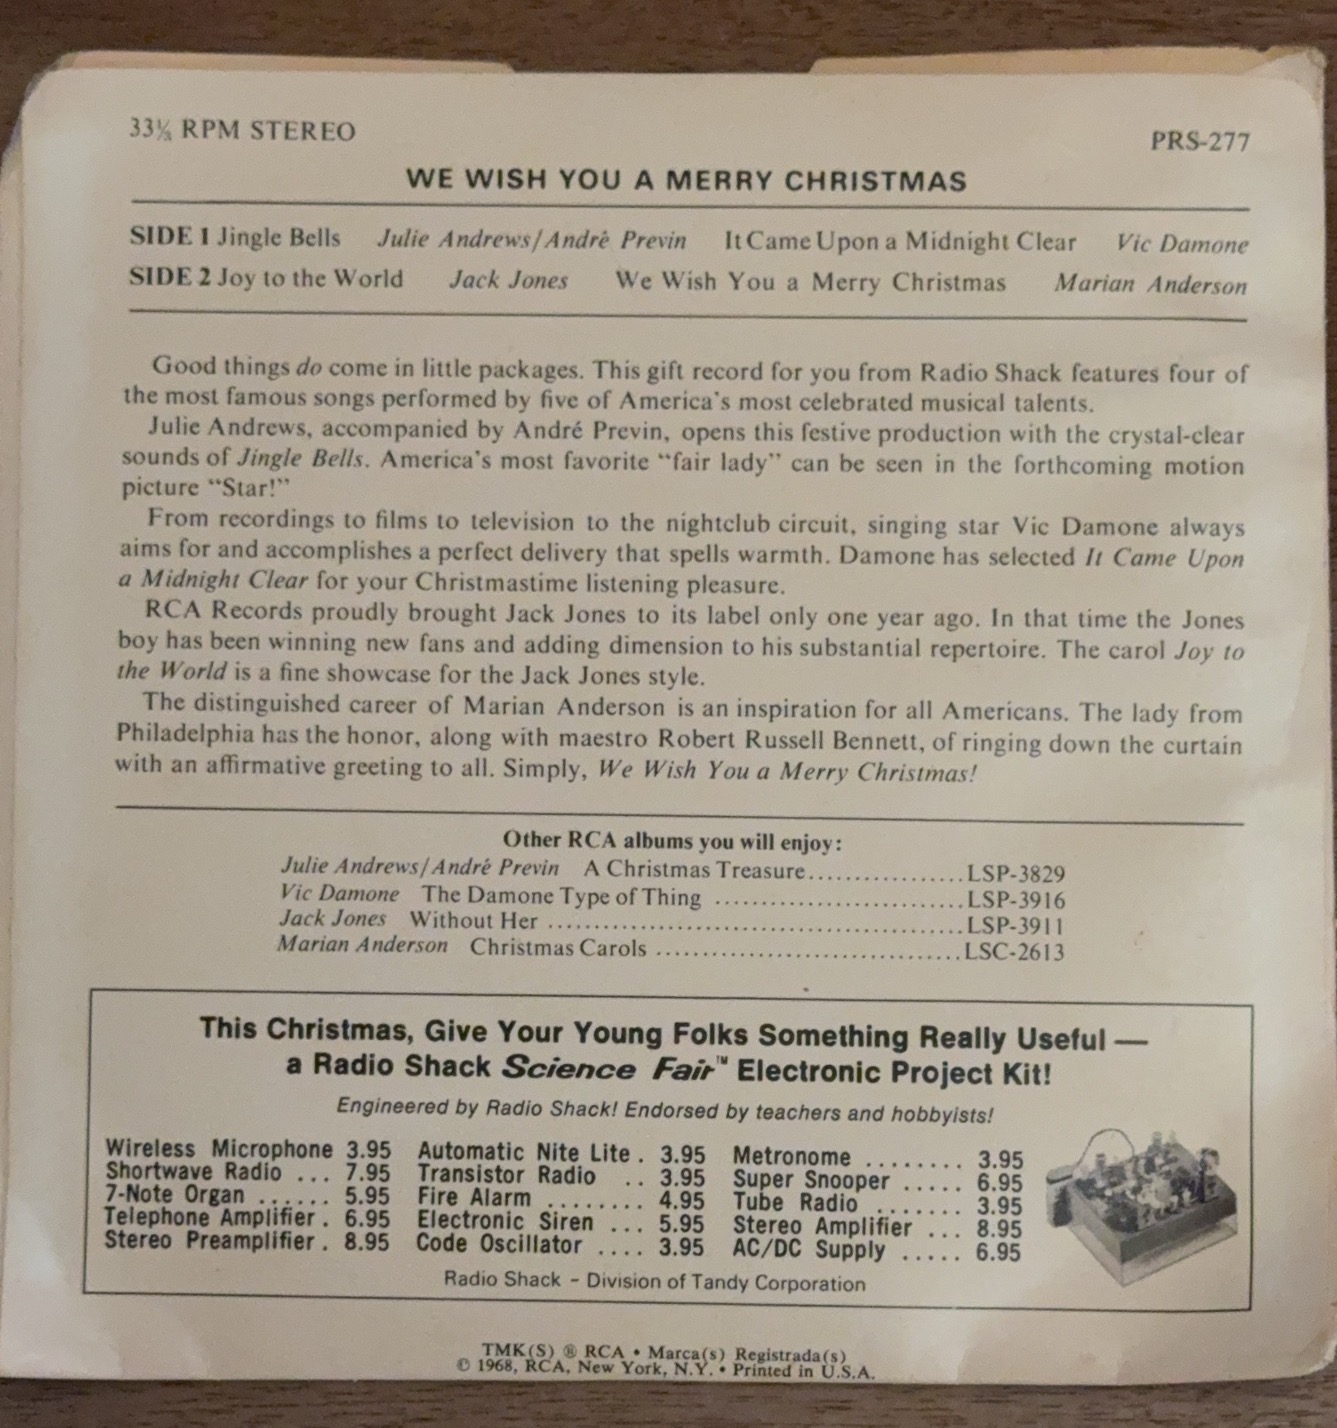 33⅓ RPM STEREO PRS-277
WE WISH YOU A MERRY CHRISTMAS
SIDE 1 Jingle Bells Julie Andrews/André Previn It Came Upon a Midnight Clear Vic Damone
SIDE 2 Joy to the World Jack Jones We Wish You a Merry Christmas Marian Anderson
Good things do come in little packages. This gift record for you from Radio Shack features four of
the most famous songs performed by five of America's most celebrated musical talents.
Julie Andrews, accompanied by André Previn, opens this festive production with the crystal-clear
sounds of Jingle Bells. America's most favorite "fair lady" can be seen in the forthcoming motion
picture "Star!"
From recordings to films to television to the nightclub circuit, singing star Vic Damone always
aims for and accomplishes a perfect delivery that spells warmth. Damone has selected It Came Upon
a Midnight Clear for your Christmastime listening pleasure.
RCA Records proudly brought Jack Jones to its label only one year ago. In that time the Jones
boy has been winning new fans and adding dimension to his substantial repertoire. The carol Joy to
the World is a fine showcase for the Jack Jones style.
The distinguished career of Marian Anderson is an inspiration for all Americans. The lady from
Philadelphia has the honor, along with maestro Robert Russell Bennett, of ringing down the curtain
with an affirmative greeting to all. Simply, We Wish You a Merry Christmas!
Other RCA albums you will enjoy:
Julie Andrews/André Previn A Christmas Treasure................LSP-3829
Vic Damone The Damone Type of Thing ..........................LSP-3916
Jack Jones Without Her ............................................LSP-3911
Marian Anderson Christmas Carols ................................LSC-2613
This Christmas, Give Your Young Folks Something Really Useful —
a Radio Shack Science Fair™ Electronic Project Kit!
Engineered by Radio Shack! Endorsed by teachers and hobbyists!
Wireless Microphone 3.95 Automatic Nite Lite . 3.95 Metronome ........ 3.95
Shortwave Radio ... 7.95 Transistor Radio .. 3.95 Super Snooper ..... 6.95
7-Note Organ ...... 5.95 Fire Alarm ........ 4.95 Tube Radio ....... 3.95
Telephone Amplifier . 6.95 Electronic Siren ... 5.95 Stereo Amplifier ... 8.95
Stereo Preamplifier . 8.95 Code Oscillator .... 3.95 AC/DC Supply ..... 6.95
Radio Shack - Division of Tandy Corporation
TMK(S) ® RCA • Marca(s) Registrada(s)
© 1968, RCA, New York, N.Y. • Printed in U.S.A.